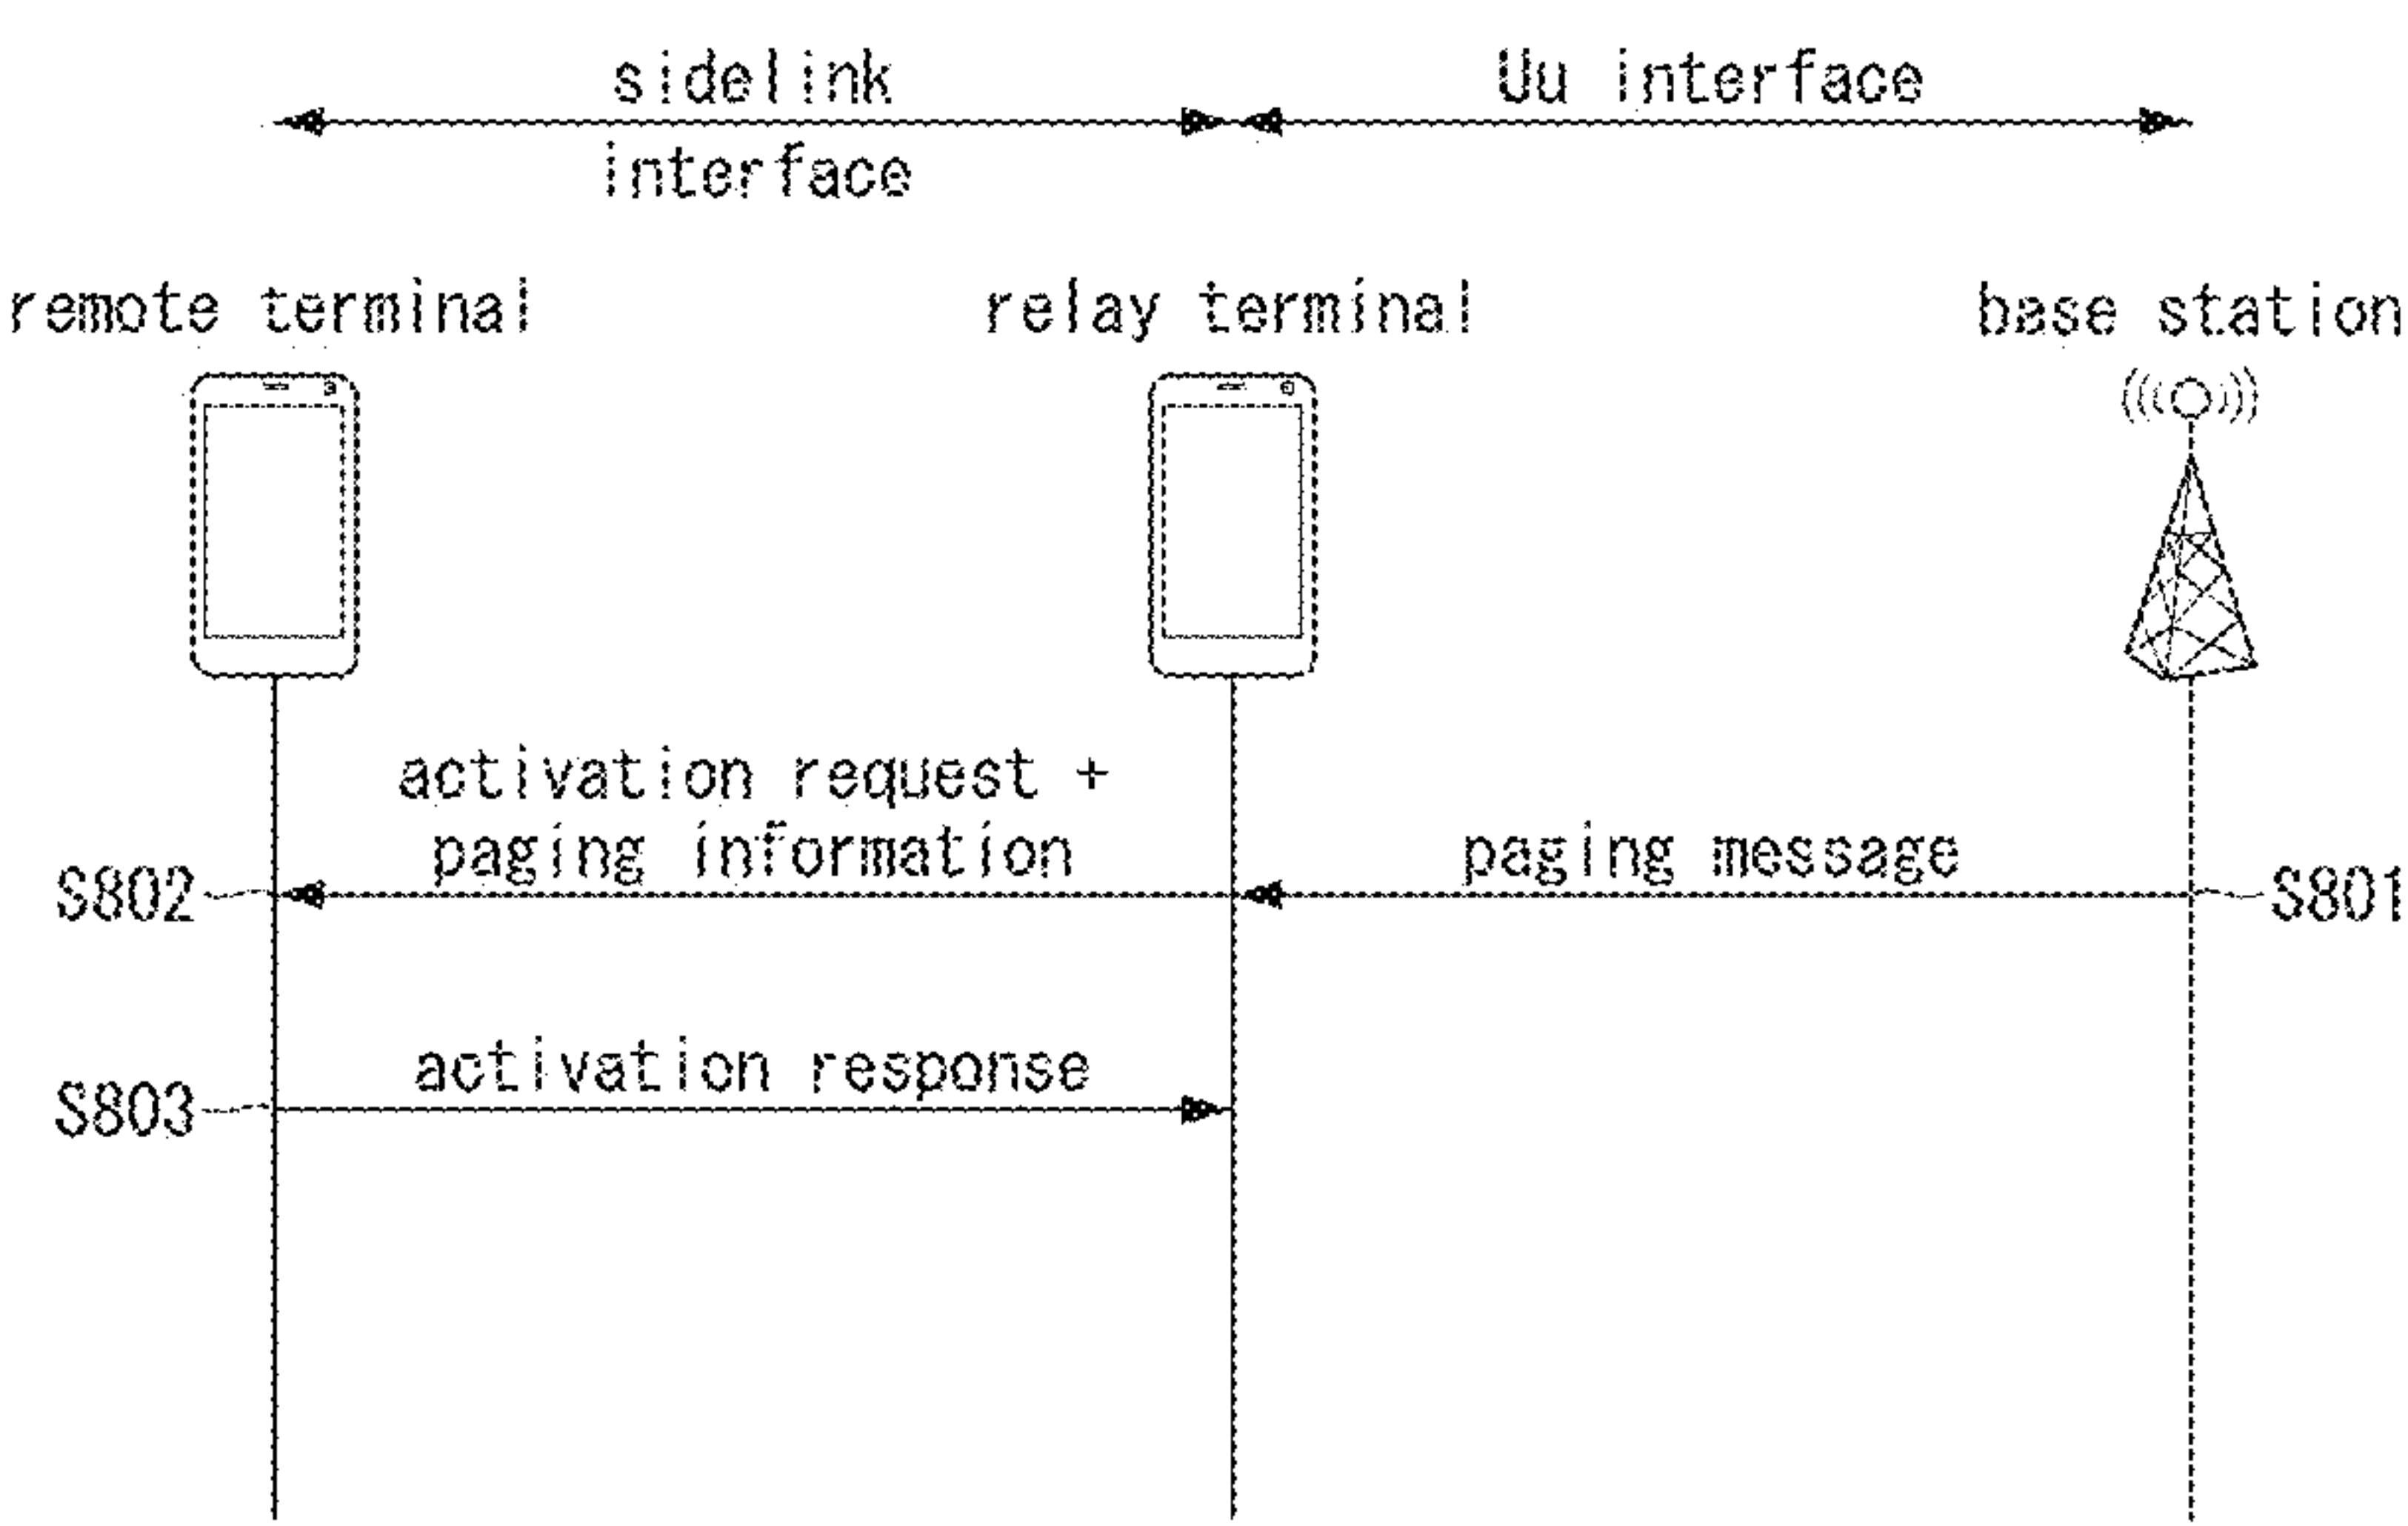 sidelink
interface
Uu interface
remote terminal
relay terminal
base station
activation request +
paging information
paging message
S802
S801
activation response
S803